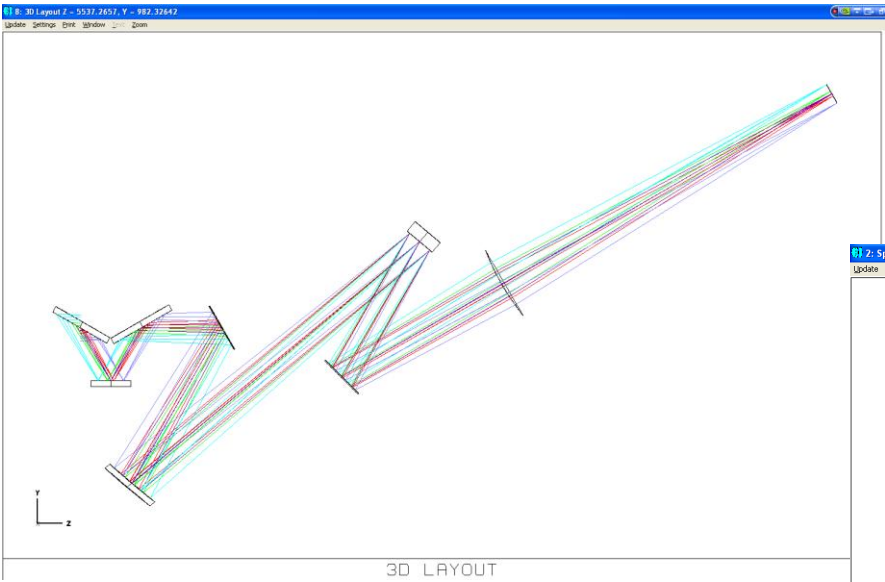 8: 3D Layout Z = 5537.2657, Y = 982.32642
Update Settings Print Window Zoom
2: Sp
Update
Y
Z
3D LAYOUT